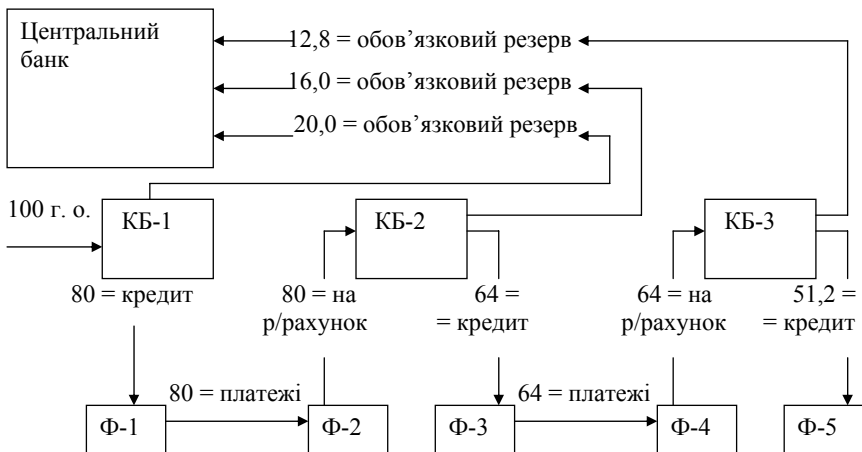 Центральний
банк
12,8 = обов’язковий резерв
16,0 = обов’язковий резерв
20,0 = обов’язковий резерв
100 г. о.
КБ-1
КБ-2
КБ-3
80 = кредит
80 = на
р/рахунок
64 =
= кредит
64 = на
р/рахунок
51,2 =
= кредит
80 = платежі
64 = платежі
Ф-1
Ф-2
Ф-3
Ф-4
Ф-5